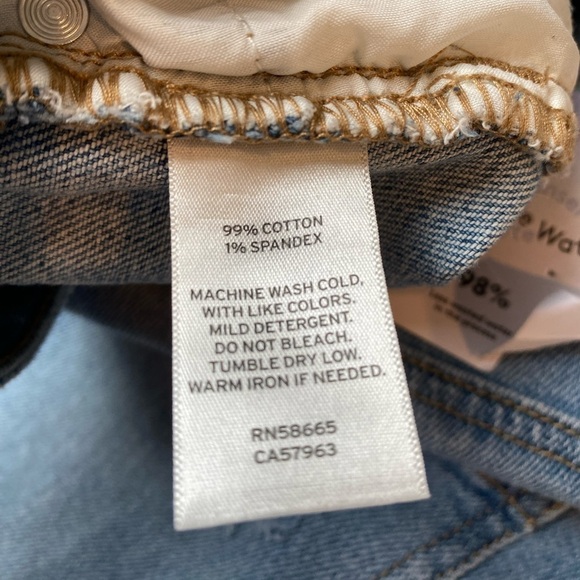 99% COTTON
1% SPANDEX
MACHINE WASH COLD,
WITH LIKE COLORS.
MILD DETERGENT.
DO NOT BLEACH.
TUMBLE DRY LOW.
WARM IRON IF NEEDED.
RN58665
CA57963
e Wat
98%